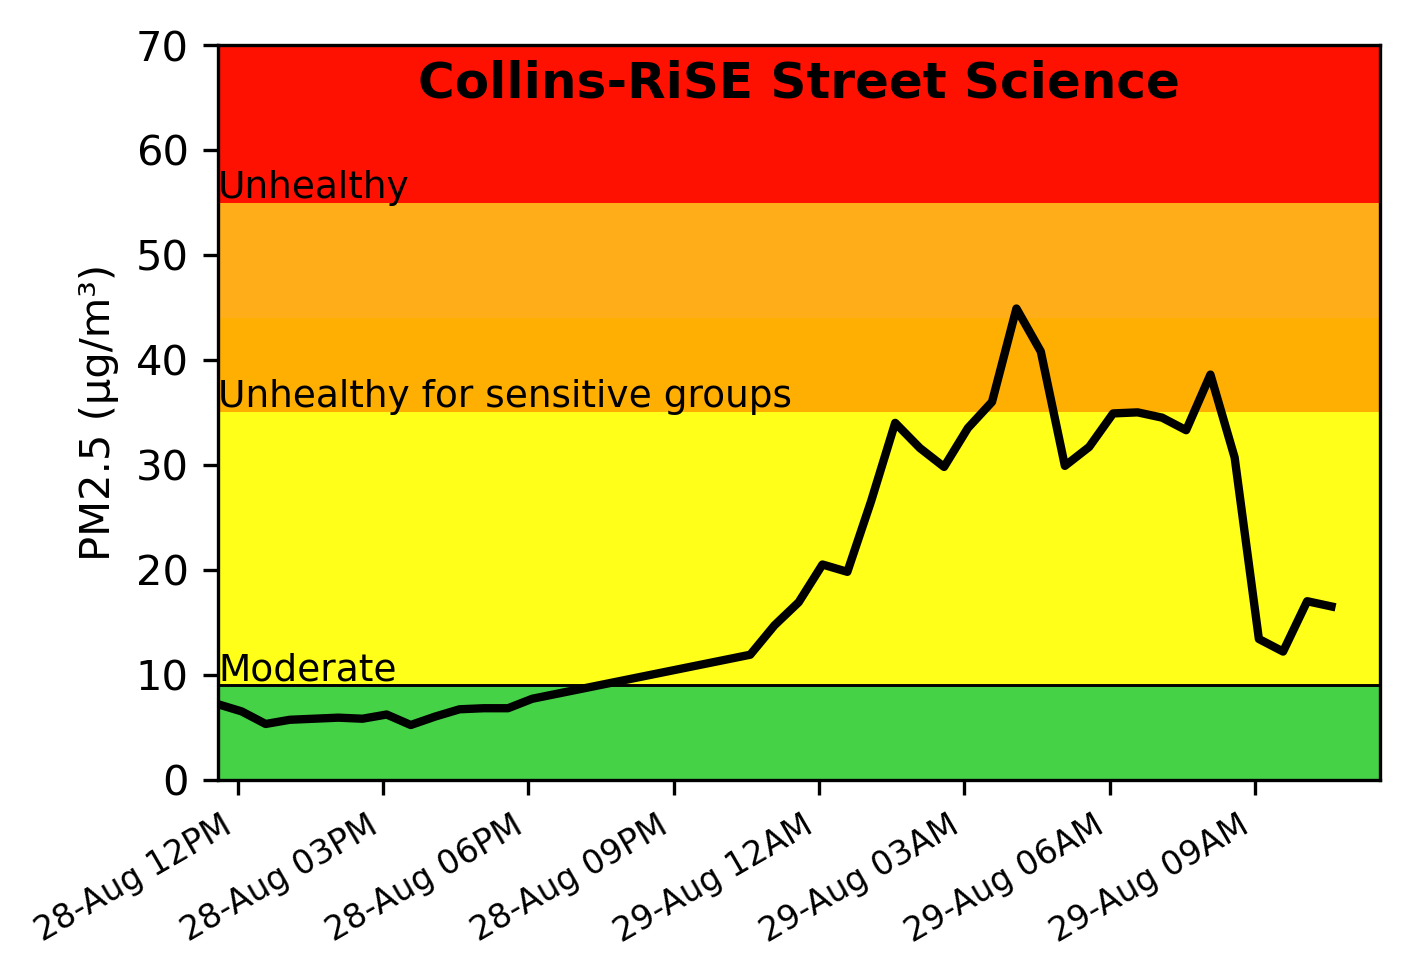 Collins-RiSE Street Science
PM2.5 (µg/m³)
70
60
Unhealthy
50
40
Unhealthy for sensitive groups
30
20
10
Moderate
0
28-Aug 12PM
28-Aug 03PM
28-Aug 06PM
28-Aug 09PM
29-Aug 12AM
29-Aug 03AM
29-Aug 06AM
29-Aug 09AM